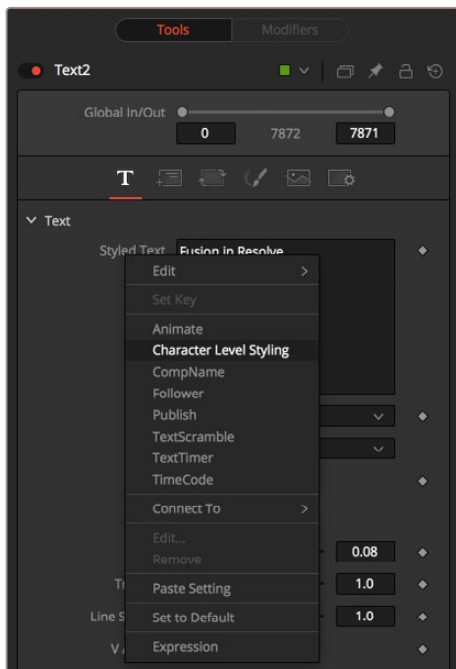 Tools Modifiers
Text2
Global In/Out
0 7872 7871
T
Text
Styled Text Fusion in Resolve
Edit
Set Key
Animate
Character Level Styling
CompName
Follower
Publish
TextScramble
TextTimer
TimeCode
Connect To
Edit...
Remove
0.08
Paste Setting
1.0
Line S
Set to Default
1.0
Expression